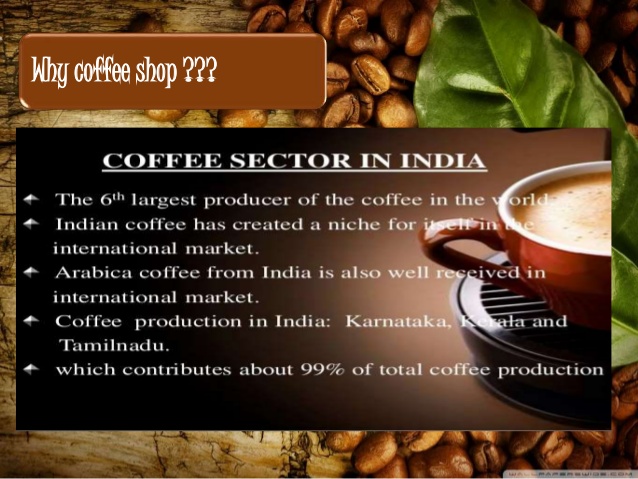 Why coffee shop ???
COFFEE SECTOR IN INDIA
The 6th largest producer of the coffee in the world.
Indian coffee has created a niche for itself in the
international market.
Arabica coffee from India is also well received in
international market.
Coffee production in India: Karnataka, Kerala and
Tamilnadu.
which contributes about 99% of total coffee production
WALLPAPERSWIDE.COM